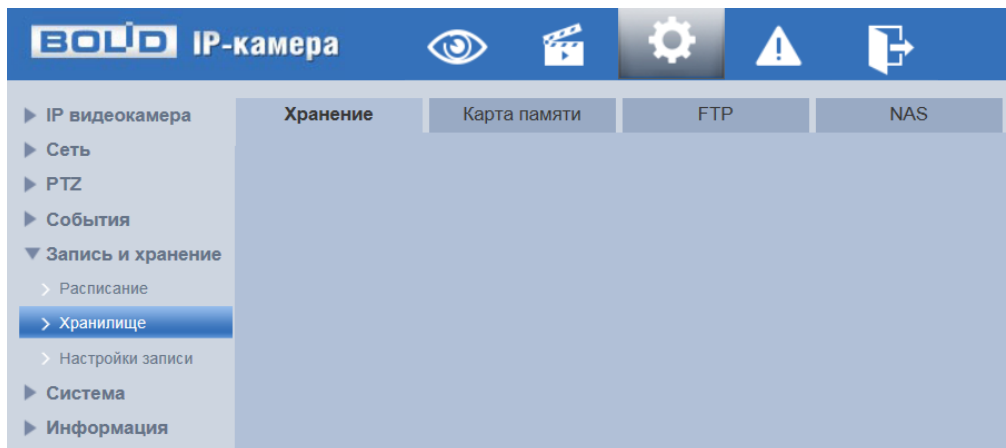 BOLID IP-камера
Хранение Карта памяти FTP NAS
IP видеокамера
Сеть
PTZ
События
Запись и хранение
Расписание
Хранилище
Настройки записи
Система
Информация